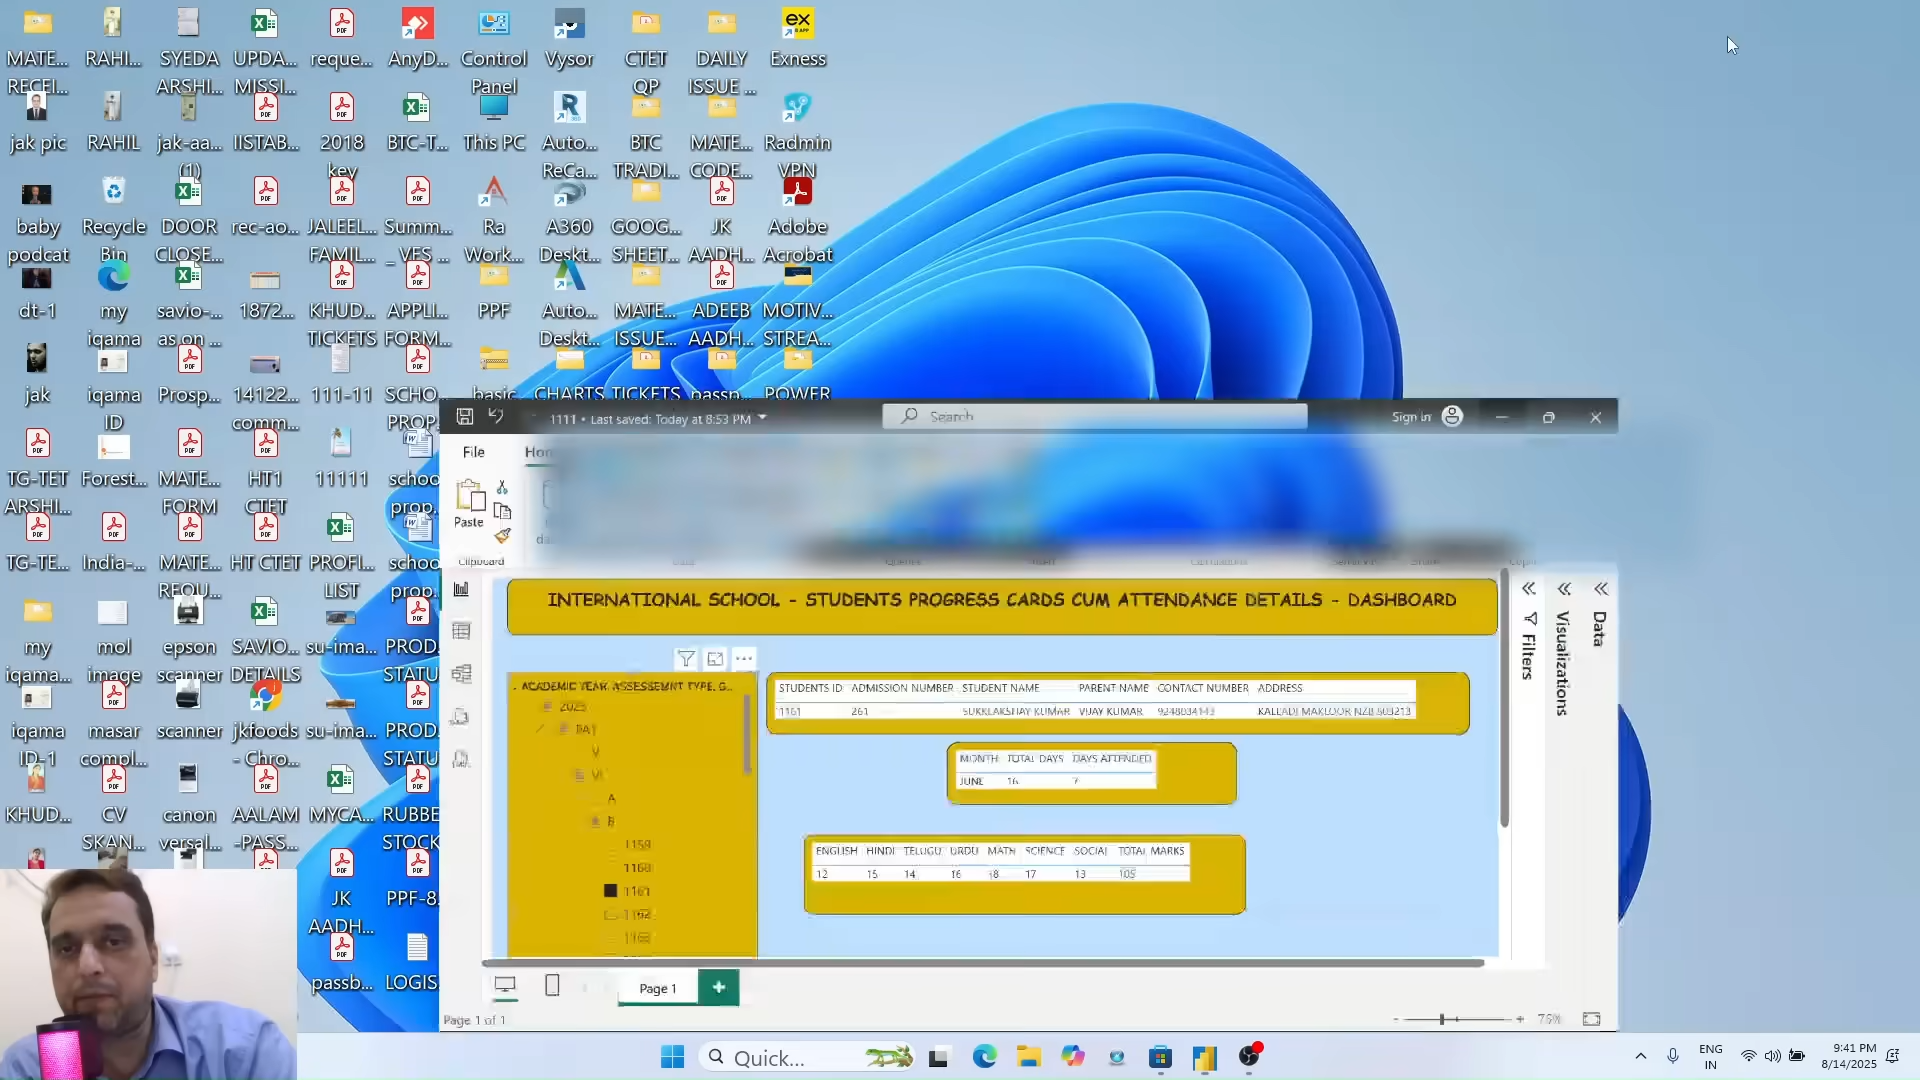 MATE... RAHI... SYEDA UPDA... reque... AnyD... Control Vysor CTET DAILY Exness
RECEI... ARSHI... MISSI... Panel QP ISSUE ...
jak pic RAHIL jak-aa... IISTAB... 2018 BTC-T... This PC Auto... BTC MATE... Radmin
(1) key ReCa... TRADI... CODE... VPN
baby Recycle DOOR rec-ao... JALEEL... Summ... Ra A360 GOOG... JK Adobe
podcat Bin CLOSE... FAMIL... _ VFS ... Work... Deskt... SHEET... AADH... Acrobat
dt-1 my savio-... 1872... KHUD... APPLI... PPF Auto... MATE... ADEEB MOTIV...
iqama as on ... TICKETS FORM... Deskt... ISSUE... AADH... STREA...
jak iqama Prosp... 14122... 111-11 SCHO... basic CHARTS TICKETS passp... POWER
ID comm... PROP...
TG-TET Forest... MATE... HT1 11111 schoo...
ARSHI... FORM CTET prop...
TG-TE... India-... MATE... HT CTET PROFI... schoo...
REQU... LIST prop...
my mol epson SAVIO... su-ima... PROD...
iqama... image scanner DETAILS STATU...
iqama masar scanner jkfoods su-ima... PROD...
ID-1 compl... - Chro... STATU...
KHUD... CV canon AALAM MYCA... RUBBE...
SKAN... versal... -PASS... STOCK
JK PPF-8.
AADH...
passb... LOGIS
1111 • Last saved: Today at 8:53 PM
Search
Sign in
File
Paste
Clipboard
INTERNATIONAL SCHOOL - STUDENTS PROGRESS CARDS CUM ATTENDANCE DETAILS - DASHBOARD
2025
DAY
V
VI
A
B
1159
1160
1161
1162
1163
STUDENTS ID ADMISSION NUMBER STUDENT NAME PARENT NAME CONTACT NUMBER ADDRESS
1161 261 KUMAR VIJAY KUMAR
MONTH TOTAL DAYS DAYS ATTENDED
JUNE 16 7
ENGLISH HINDI TELUGU URDU MATH SCIENCE SOCIAL TOTAL MARKS
12 15 14 16 18 17 13 105
Filters
Visualizations
Data
Page 1
Page 1 of 1
75%
Quick...
ENG
IN
9:41 PM
8/14/2025